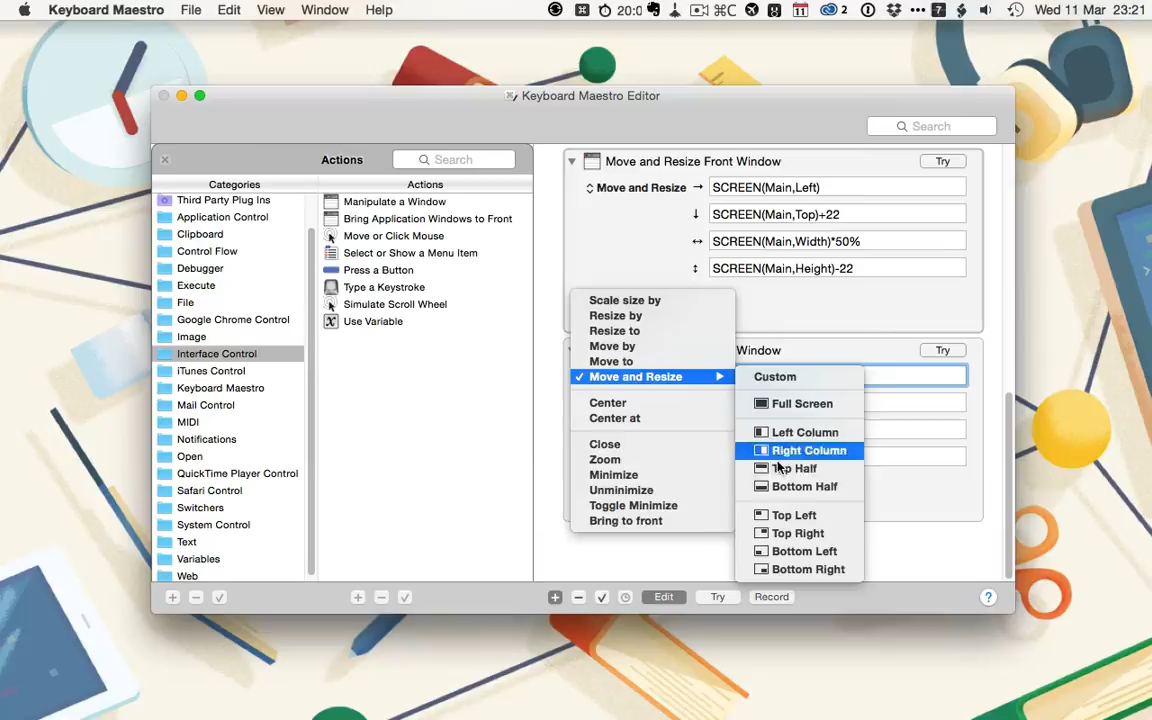 Keyboard Maestro File Edit View Window Help 20:0 ⌘C 11 2 7 Wed 11 Mar 23:21
Keyboard Maestro Editor
Search
Actions Search
Categories Actions
Third Party Plug Ins
Application Control
Clipboard
Control Flow
Debugger
Execute
File
Google Chrome Control
Image
Interface Control
iTunes Control
Keyboard Maestro
Mail Control
MIDI
Notifications
Open
QuickTime Player Control
Safari Control
Switchers
System Control
Text
Variables
Web
Manipulate a Window
Bring Application Windows to Front
Move or Click Mouse
Select or Show a Menu Item
Press a Button
Type a Keystroke
Simulate Scroll Wheel
Use Variable
Move and Resize Front Window Try
Move and Resize → SCREEN(Main,Left)
↓ SCREEN(Main,Top)+22
↔ SCREEN(Main,Width)*50%
↕ SCREEN(Main,Height)-22
Window Try
Scale size by
Resize by
Resize to
Move by
Move to
✓ Move and Resize
Center
Center at
Close
Zoom
Minimize
Unminimize
Toggle Minimize
Bring to front
Custom
Full Screen
Left Column
Right Column
Top Half
Bottom Half
Top Left
Top Right
Bottom Left
Bottom Right
Edit Try Record ?